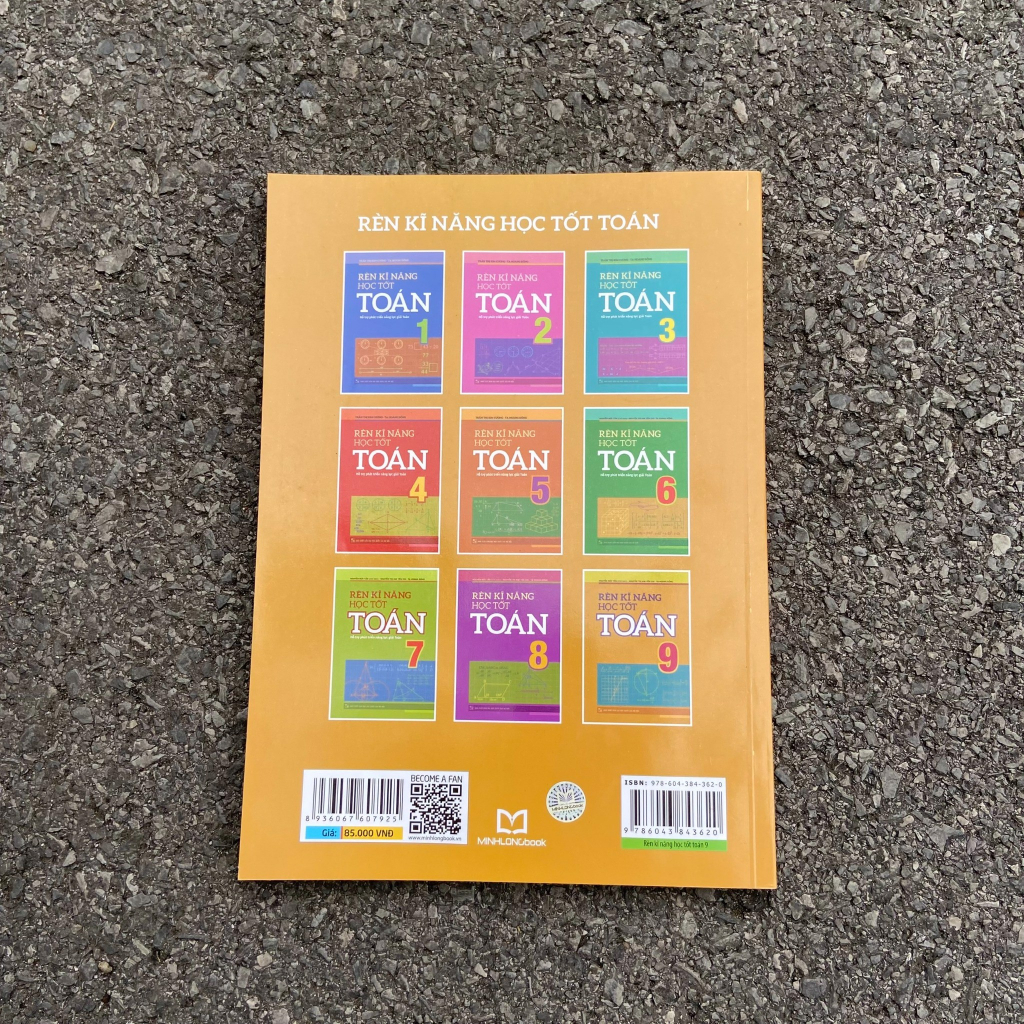 RÈN KĨ NĂNG HỌC TỐT TOÁN
RÈN KĨ NĂNG
HỌC TỐT
TOÁN
1
RÈN KĨ NĂNG
HỌC TỐT
TOÁN
2
RÈN KĨ NĂNG
HỌC TỐT
TOÁN
3
RÈN KĨ NĂNG
HỌC TỐT
TOÁN
4
RÈN KĨ NĂNG
HỌC TỐT
TOÁN
5
RÈN KĨ NĂNG
HỌC TỐT
TOÁN
6
RÈN KĨ NĂNG
HỌC TỐT
TOÁN
7
RÈN KĨ NĂNG
HỌC TỐT
TOÁN
8
RÈN KĨ NĂNG
HỌC TỐT
TOÁN
9
8 936067 607925
Giá: 85.000 VNĐ
BECOME A FAN
www.minhlongbook.vn
MINHLONGbook
MINHLONGbook
ISBN: 978-604-384-362-0
9 786043 843620
Rèn kĩ năng học tốt toán 9